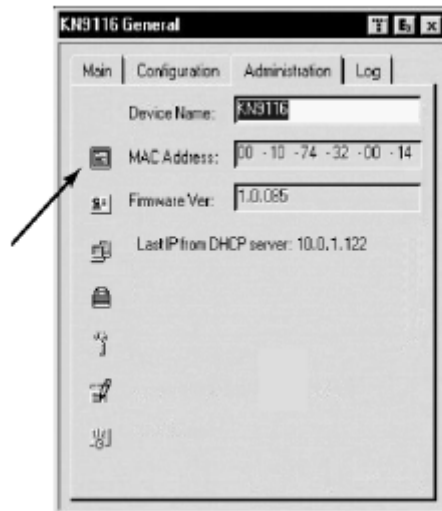 KN9116 General
Main Configuration Administration Log
Device Name: KN9116
MAC Address: 00 - 10 - 74 - 32 - 00 - 14
Firmware Ver: 1.0.085
Last IP from DHCP server: 10.0.1.122